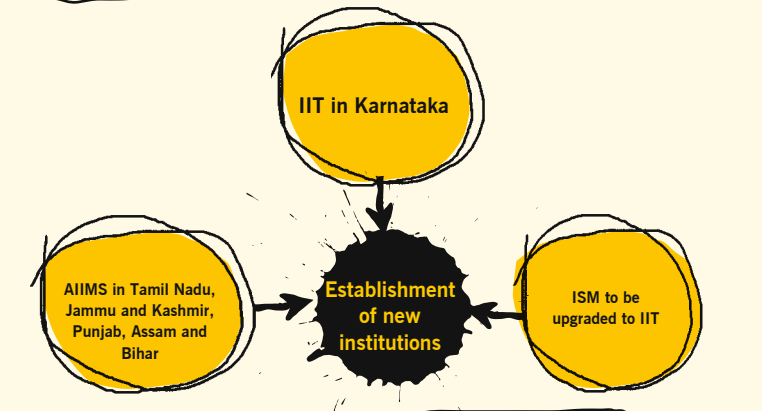 IIT in Karnataka
AIIMS in Tamil Nadu,
Jammu and Kashmir,
Punjab, Assam and
Bihar
Establishment
of new
institutions
ISM to be
upgraded to IIT